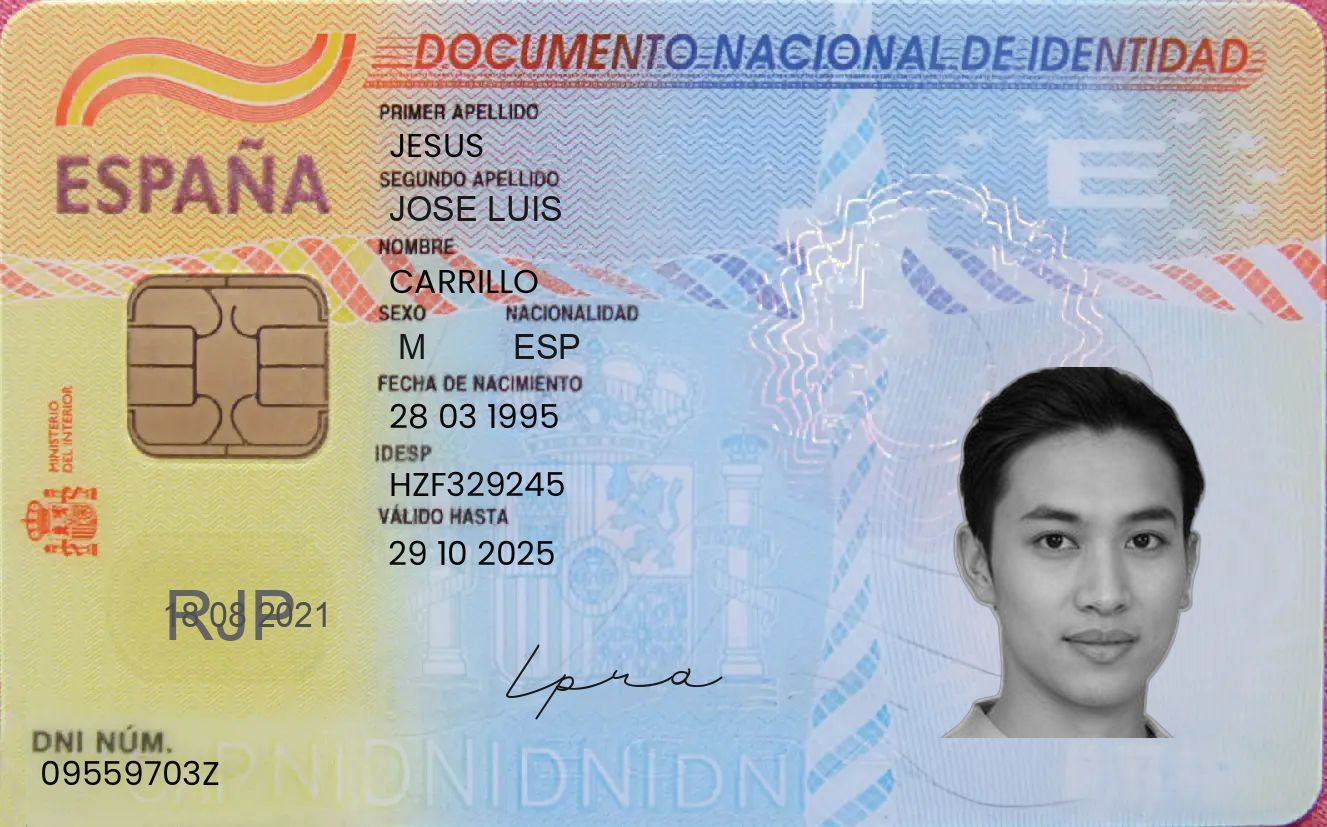 DOCUMENTO NACIONAL DE IDENTIDAD
ESPAÑA
PRIMER APELLIDO
JESUS
SEGUNDO APELLIDO
JOSE LUIS
NOMBRE
CARRILLO
SEXO NACIONALIDAD
M ESP
FECHA DE NACIMIENTO
28 03 1995
IDESP
HZF329245
VÁLIDO HASTA
29 10 2025
MINISTERIO
DEL INTERIOR
E
RJP
18 08 2021
Lpra
DNI NÚM.
09559703Z
DNIDNIDNIDNI